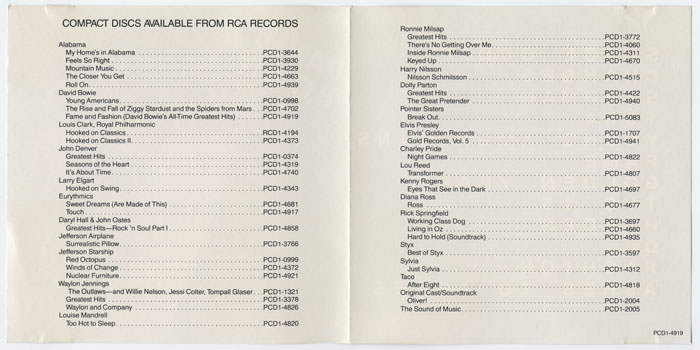 COMPACT DISCS AVAILABLE FROM RCA RECORDS
Alabama
My Home's in Alabama . . . . PCD1-3644
Feels So Right . . . . PCD1-3930
Mountain Music . . . . PCD1-4229
The Closer You Get . . . . PCD1-4663
Roll On . . . . PCD1-4939
David Bowie
Young Americans . . . . PCD1-0998
The Rise and Fall of Ziggy Stardust and the Spiders from Mars . . . PCD1-4702
Fame and Fashion (David Bowie's All-Time Greatest Hits) . . . . PCD1-4919
Louis Clark, Royal Philharmonic
Hooked on Classics . . . . PCD1-4194
Hooked on Classics II . . . . PCD1-4373
John Denver
Greatest Hits . . . . PCD1-0374
Seasons of the Heart . . . . PCD1-4319
It's About Time . . . . PCD1-4740
Larry Elgart
Hooked on Swing . . . . PCD1-4343
Eurythmics
Sweet Dreams (Are Made of This) . . . . PCD1-4681
Touch . . . . PCD1-4917
Daryl Hall & John Oates
Greatest Hits—Rock 'n Soul Part I . . . . PCD1-4858
Jefferson Airplane
Surrealistic Pillow . . . . PCD1-3766
Jefferson Starship
Red Octopus . . . . PCD1-0999
Winds of Change . . . . PCD1-4372
Nuclear Furniture . . . . PCD1-4921
Waylon Jennings
The Outlaws—and Willie Nelson, Jessi Colter, Tompall Glaser . . . PCD1-1321
Greatest Hits . . . . PCD1-3378
Waylon and Company . . . . PCD1-4826
Louise Mandrell
Too Hot to Sleep . . . . PCD1-4820
Ronnie Milsap
Greatest Hits . . . . PCD1-3772
There's No Getting Over Me . . . . PCD1-4060
Inside Ronnie Milsap . . . . PCD1-4311
Keyed Up . . . . PCD1-4670
Harry Nilsson
Nilsson Schmilsson . . . . PCD1-4515
Dolly Parton
Greatest Hits . . . . PCD1-4422
The Great Pretender . . . . PCD1-4940
Pointer Sisters
Break Out . . . . PCD1-5083
Elvis Presley
Elvis' Golden Records . . . . PCD1-1707
Gold Records, Vol. 5 . . . . PCD1-4941
Charley Pride
Night Games . . . . PCD1-4822
Lou Reed
Transformer . . . . PCD1-4807
Kenny Rogers
Eyes That See in the Dark . . . . PCD1-4697
Diana Ross
Ross . . . . PCD1-4677
Rick Springfield
Working Class Dog . . . . PCD1-3697
Living in Oz . . . . PCD1-4660
Hard to Hold (Soundtrack) . . . . PCD1-4935
Styx
Best of Styx . . . . PCD1-3597
Sylvia
Just Sylvia . . . . PCD1-4312
Taco
After Eight . . . . PCD1-4818
Original Cast/Soundtrack
Oliver! . . . . PCD1-2004
The Sound of Music . . . . PCD1-2005
PCD1-4919